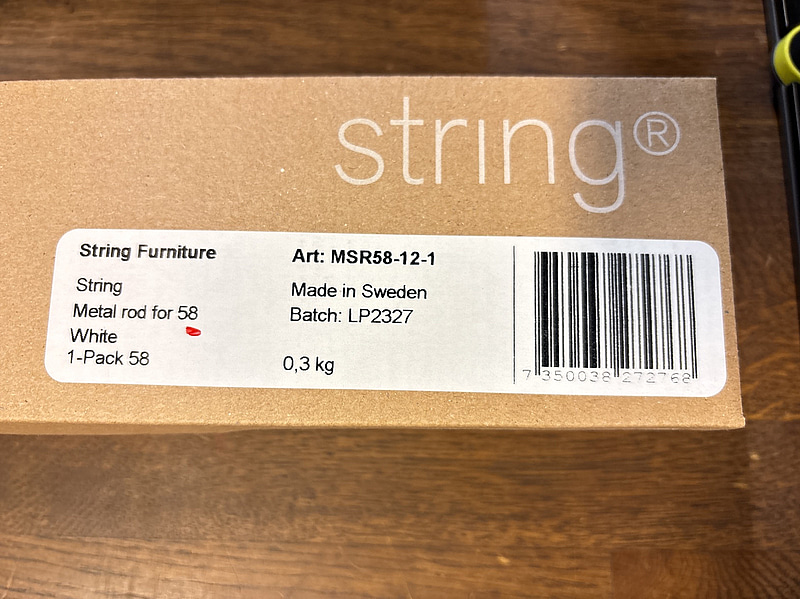 string®
String Furniture
String
Metal rod for 58
White
1-Pack 58
Art: MSR58-12-1
Made in Sweden
Batch: LP2327
0,3 kg
7 350038 272768